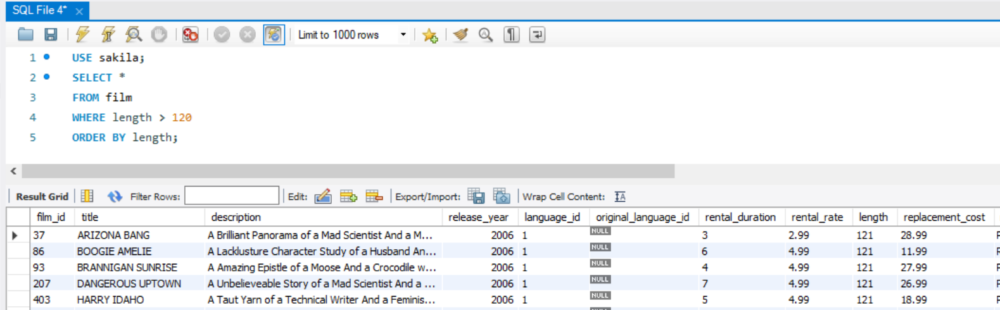 SQL File 4*
Limit to 1000 rows
1 USE sakila;
2 SELECT *
3 FROM film
4 WHERE length > 120
5 ORDER BY length;
Result Grid Filter Rows: Edit: Export/Import: Wrap Cell Content:
film_id title description release_year language_id original_language_id rental_duration rental_rate length replacement_cost
37 ARIZONA BANG A Brilliant Panorama of a Mad Scientist And a M... 2006 1 NULL 3 2.99 121 28.99
86 BOOGIE AMELIE A Lacklusture Character Study of a Husband An... 2006 1 NULL 6 4.99 121 11.99
93 BRANNIGAN SUNRISE A Amazing Epistle of a Moose And a Crocodile w... 2006 1 NULL 4 4.99 121 27.99
207 DANGEROUS UPTOWN A Unbelieveable Story of a Mad Scientist And a ... 2006 1 NULL 7 4.99 121 26.99
403 HARRY IDAHO A Taut Yarn of a Technical Writer And a Feminis... 2006 1 NULL 5 4.99 121 18.99